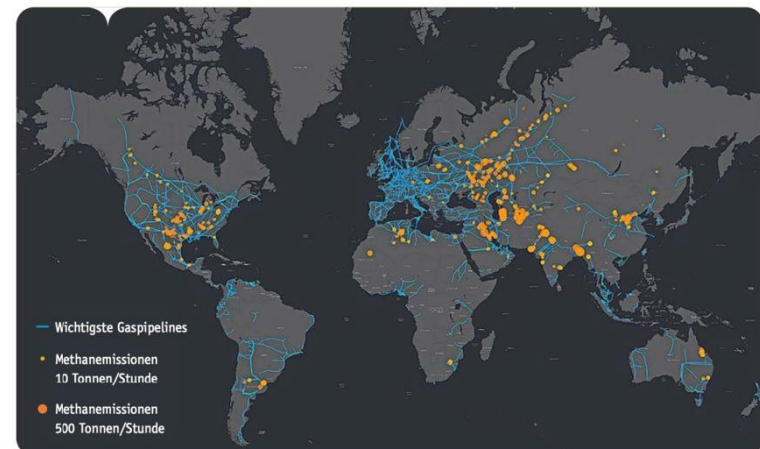 Wichtigste Gaspipelines
Methanemissionen
10 Tonnen/Stunde
Methanemissionen
500 Tonnen/Stunde